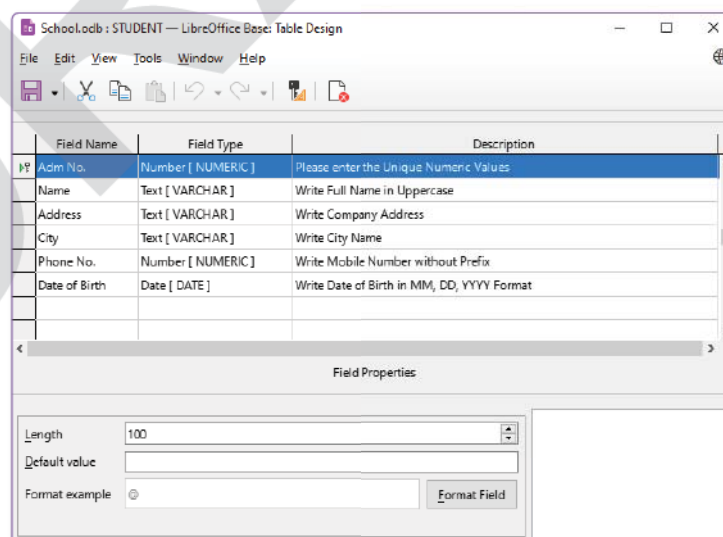 School.odb : STUDENT — LibreOffice Base: Table Design
File Edit View Tools Window Help
Field Name Field Type Description
Adm No. Number [ NUMERIC ] Please enter the Unique Numeric Values
Name Text [ VARCHAR ] Write Full Name in Uppercase
Address Text [ VARCHAR ] Write Company Address
City Text [ VARCHAR ] Write City Name
Phone No. Number [ NUMERIC ] Write Mobile Number without Prefix
Date of Birth Date [ DATE ] Write Date of Birth in MM, DD, YYYY Format
Field Properties
Length 100
Default value
Format example @ Format Field